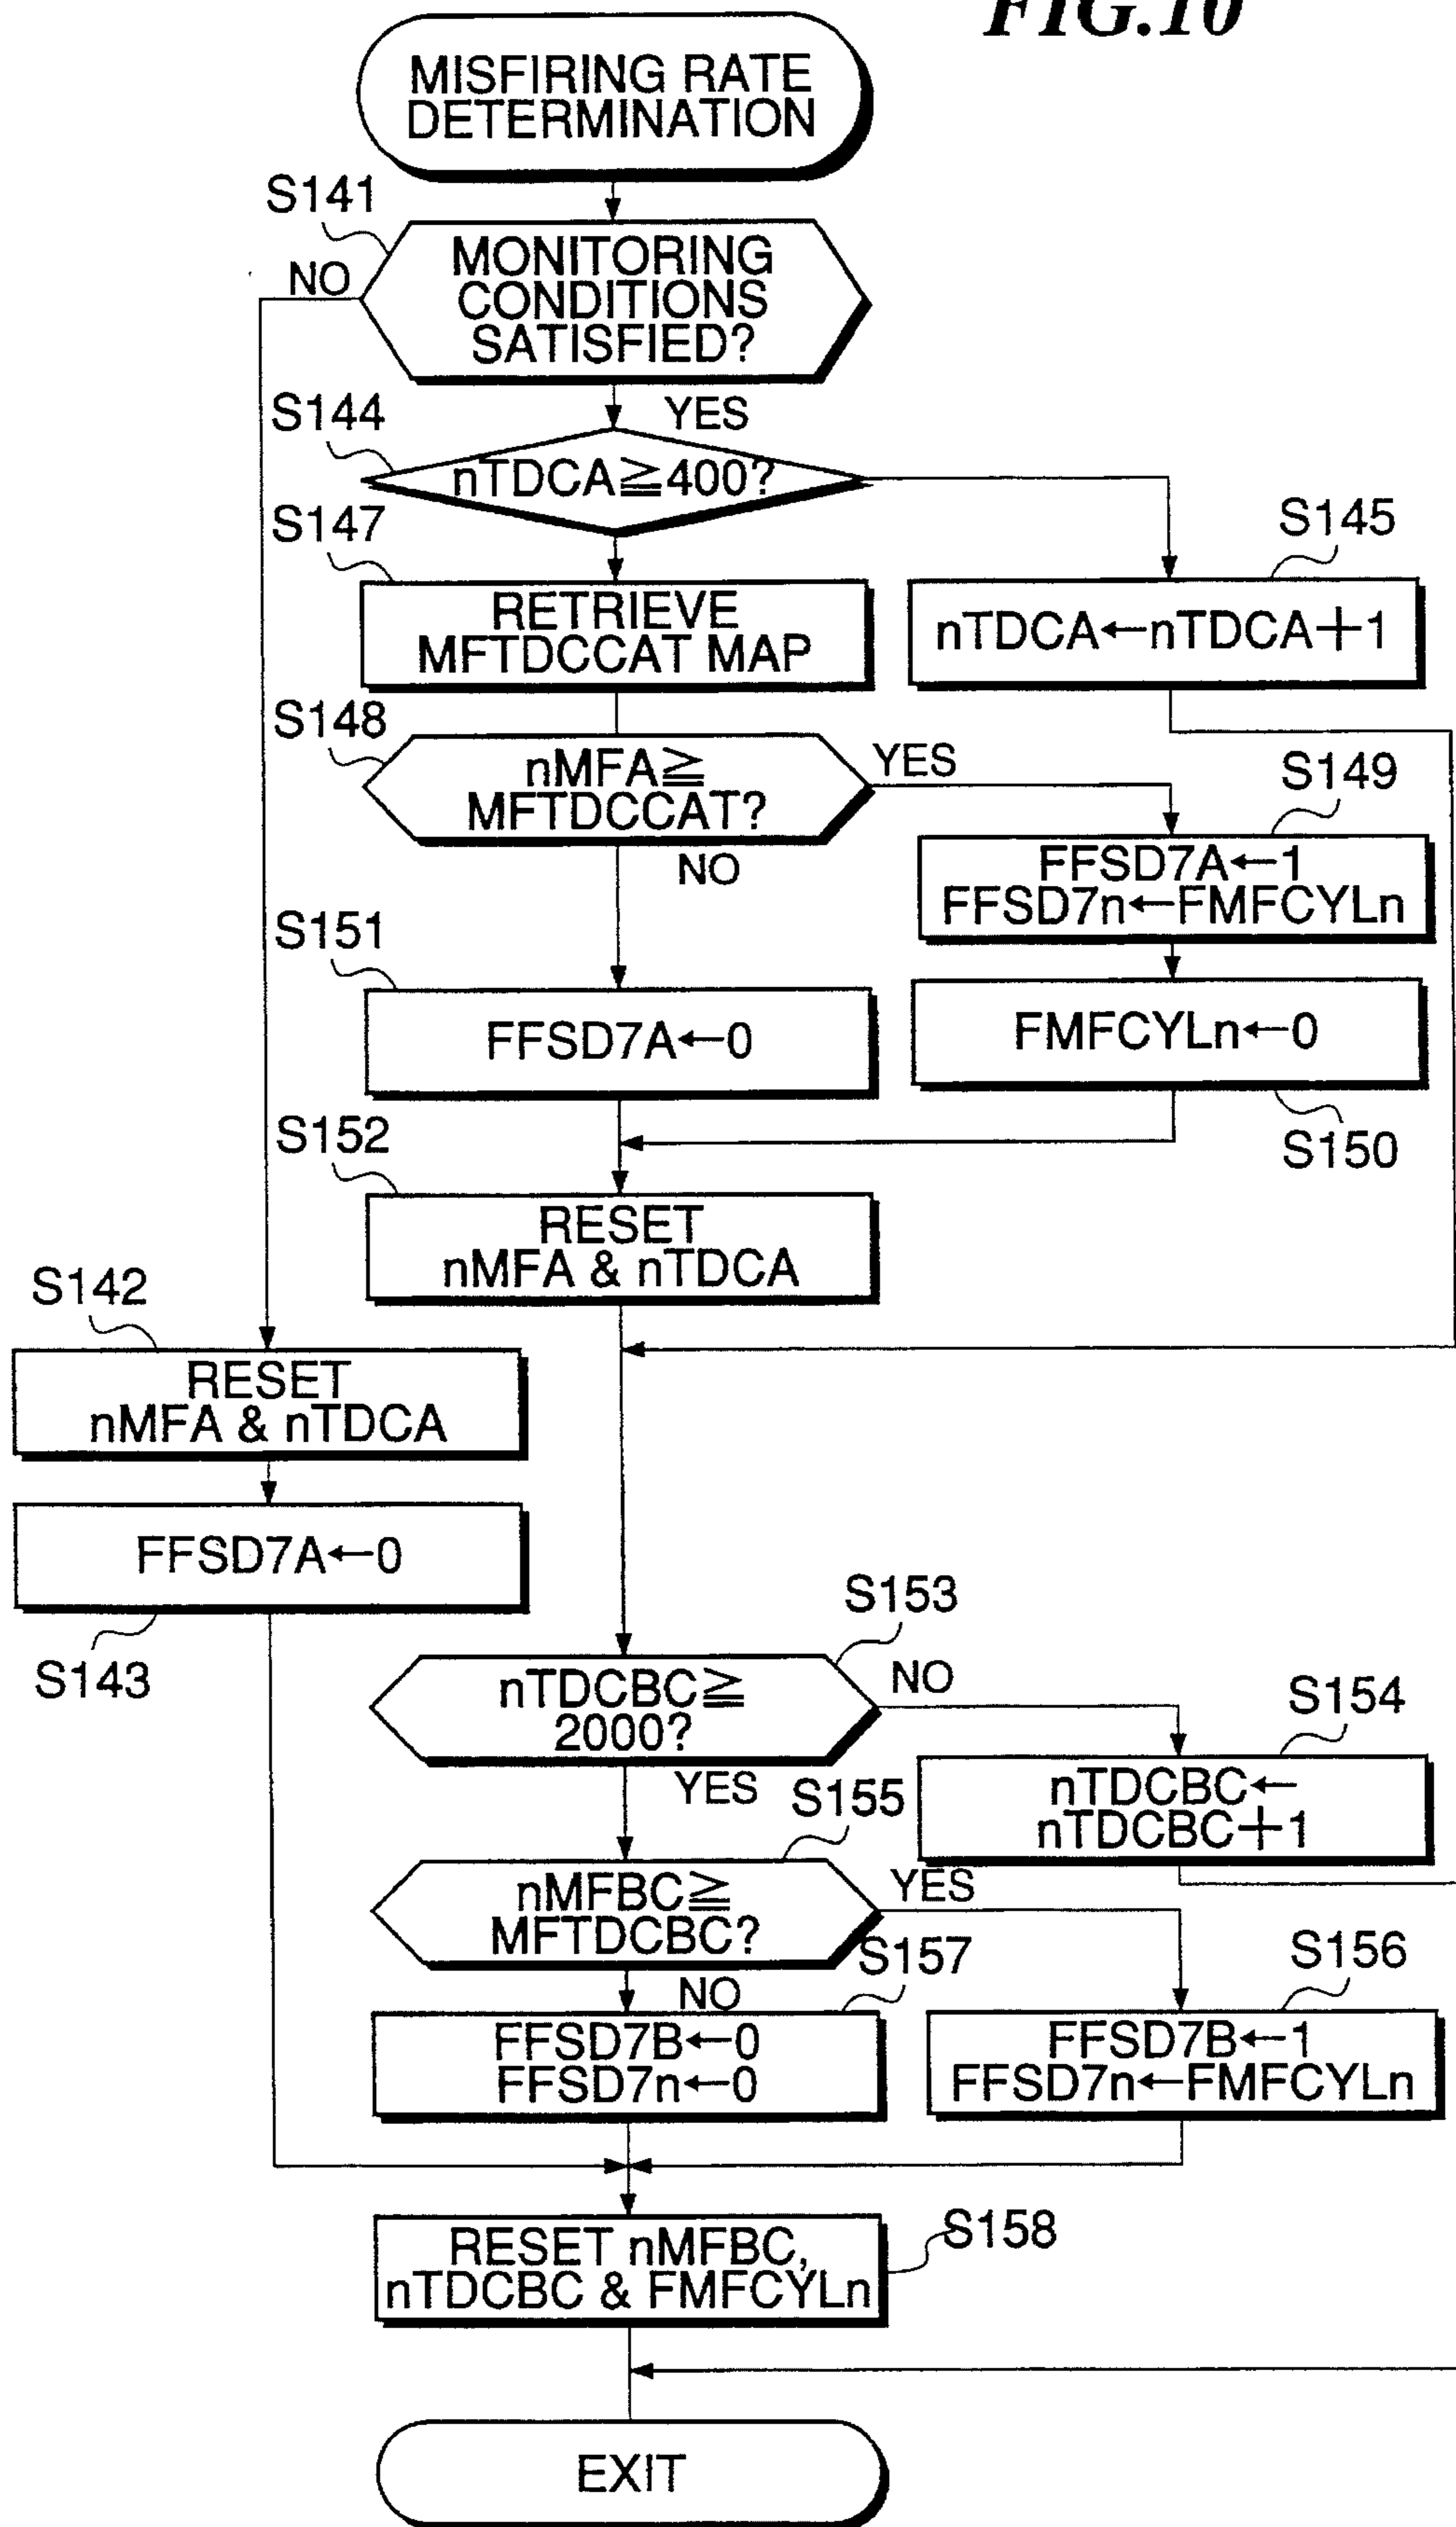 FIG.10
MISFIRING RATE
DETERMINATION
S141
NO
MONITORING
CONDITIONS
SATISFIED?
YES
S144
nTDCA≧400?
S147
RETRIEVE
MFTDCCAT MAP
S145
nTDCA←nTDCA+1
S148
nMFA≧
MFTDCCAT?
YES
NO
S149
FFSD7A←1
FFSD7n←FMFCYLn
S151
FFSD7A←0
FMFCYLn←0
S150
S152
RESET
nMFA & nTDCA
S142
RESET
nMFA & nTDCA
FFSD7A←0
S143
S153
nTDCBC≧
2000?
NO
YES
S154
nTDCBC←
nTDCBC+1
S155
nMFBC≧
MFTDCBC?
YES
NO
S157
FFSD7B←0
FFSD7n←0
S156
FFSD7B←1
FFSD7n←FMFCYLn
RESET nMFBC,
nTDCBC & FMFCYLn
S158
EXIT